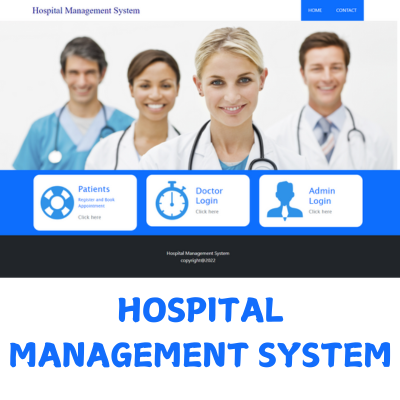 Hospital Management System
HOME CONTACT
Patients
Register and Book
Appointment
Click here
Doctor
Login
Click here
Admin
Login
Click here
Hospital Management System
copyright@2022
HOSPITAL
MANAGEMENT SYSTEM